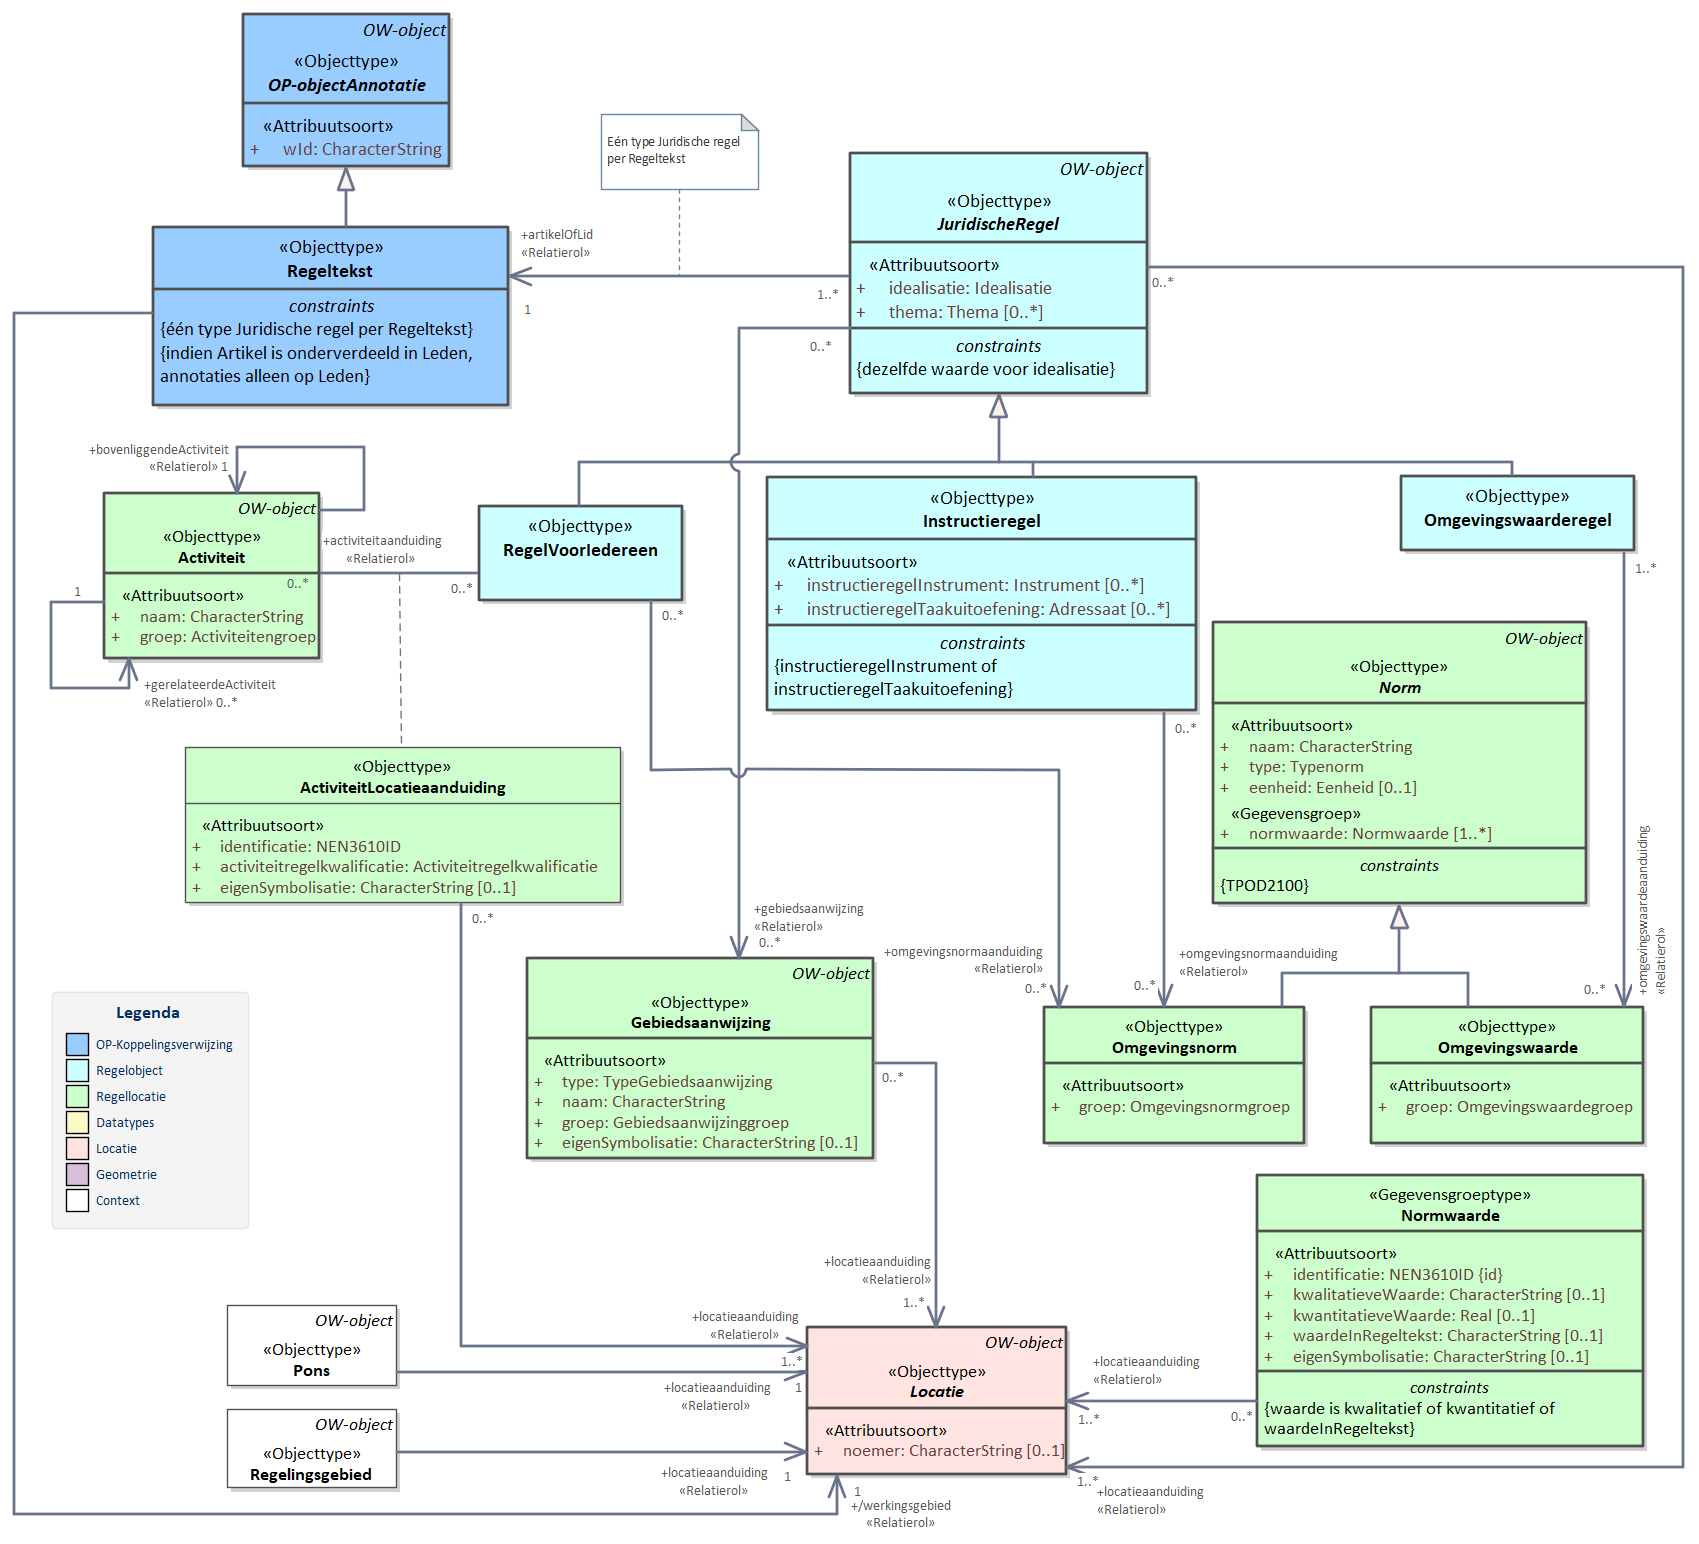 OW-object
«Objecttype»
OP-objectAnnotatie
«Attribuutsoort»
+ wId: CharacterString
Eén type Juridische regel
per Regeltekst
OW-object
«Objecttype»
JuridischeRegel
«Attribuutsoort»
+ idealisatie: Idealisatie
+ thema: Thema [0..*]
constraints
{dezelfde waarde voor idealisatie}
«Objecttype»
Regeltekst
constraints
{één type Juridische regel per Regeltekst}
{indien Artikel is onderverdeeld in Leden,
annotaties alleen op Leden}
+artikelOfLid
«Relatierol»
1
1..*
0..*
0..*
+bovenliggendeActiviteit
«Relatierol» 1
OW-object
«Objecttype»
Activiteit
«Attribuutsoort»
+ naam: CharacterString
+ groep: Activiteitengroep
1
+gerelateerdeActiviteit
«Relatierol» 0..*
+activiteitaanduiding
«Relatierol»
0..*
0..*
«Objecttype»
RegelVoorIedereen
0..*
«Objecttype»
Instructieregel
«Attribuutsoort»
+ instructieregelInstrument: Instrument [0..*]
+ instructieregelTaakuitoefening: Adressaat [0..*]
constraints
{instructieregelInstrument of
instructieregelTaakuitoefening}
0..*
«Objecttype»
Omgevingswaarderegel
1..*
OW-object
«Objecttype»
Norm
«Attribuutsoort»
+ naam: CharacterString
+ type: Typenorm
+ eenheid: Eenheid [0..1]
«Gegevensgroep»
+ normwaarde: Normwaarde [1..*]
constraints
{TPOD2100}
«Objecttype»
ActiviteitLocatieaanduiding
«Attribuutsoort»
+ identificatie: NEN3610ID
+ activiteitregelkwalificatie: Activiteitregelkwalificatie
+ eigenSymbolisatie: CharacterString [0..1]
0..*
+gebiedsaanwijzing
«Relatierol»
0..*
+omgevingsnormaanduiding
«Relatierol»
0..*
+omgevingsnormaanduiding
«Relatierol»
0..*
+omgevingswaardeaanduiding
«Relatierol»
0..*
OW-object
«Objecttype»
Gebiedsaanwijzing
«Attribuutsoort»
+ type: TypeGebiedsaanwijzing
+ naam: CharacterString
+ groep: Gebiedsaanwijzinggroep
+ eigenSymbolisatie: CharacterString [0..1]
0..*
«Objecttype»
Omgevingsnorm
«Attribuutsoort»
+ groep: Omgevingsnormgroep
«Objecttype»
Omgevingswaarde
«Attribuutsoort»
+ groep: Omgevingswaardegroep
Legenda
OP-Koppelingsverwijzing
Regelobject
Regellocatie
Datatypes
Locatie
Geometrie
Context
«Gegevensgroeptype»
Normwaarde
«Attribuutsoort»
+ identificatie: NEN3610ID {id}
+ kwalitatieveWaarde: CharacterString [0..1]
+ kwantitatieveWaarde: Real [0..1]
+ waardeInRegeltekst: CharacterString [0..1]
+ eigenSymbolisatie: CharacterString [0..1]
constraints
{waarde is kwalitatief of kwantitatief of
waardeInRegeltekst}
0..*
+locatieaanduiding
«Relatierol»
1..*
+locatieaanduiding
«Relatierol»
1..*
OW-object
«Objecttype»
Pons
+locatieaanduiding
«Relatierol»
1
OW-object
«Objecttype»
Regelingsgebied
+locatieaanduiding
«Relatierol»
1
OW-object
«Objecttype»
Locatie
«Attribuutsoort»
+ noemer: CharacterString [0..1]
+locatieaanduiding
«Relatierol»
1..*
1..*
+locatieaanduiding
«Relatierol»
1
+/werkingsgebied
«Relatierol»